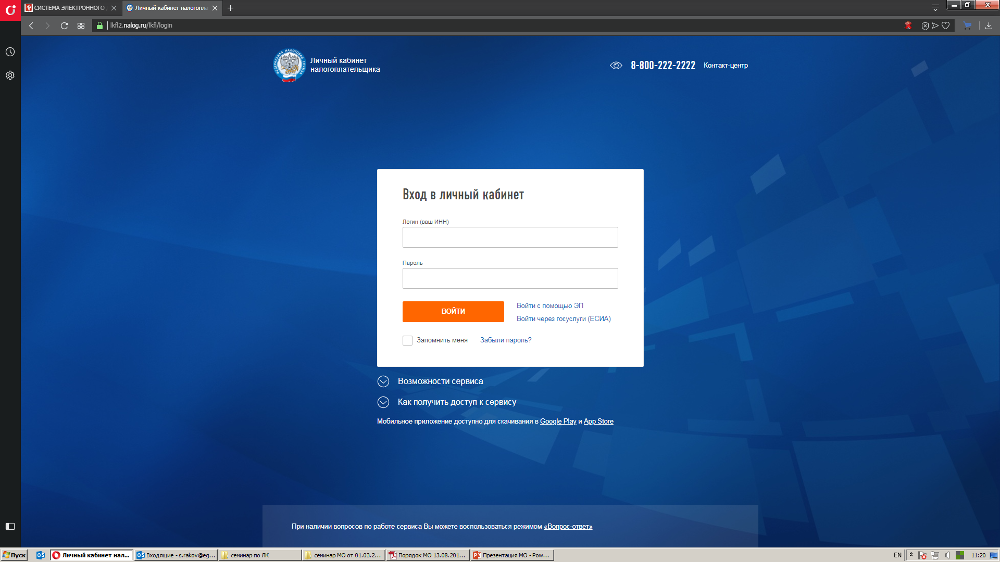 СИСТЕМА ЭЛЕКТРОННОГО
Личный кабинет налогопла
lkfl2.nalog.ru/lkfl/login
ФЕДЕРАЛЬНАЯ НАЛОГОВАЯ СЛУЖБА
Личный кабинет
налогоплательщика
8-800-222-2222
Контакт-центр
Вход в личный кабинет
Логин (ваш ИНН)
Пароль
ВОЙТИ
Войти с помощью ЭП
Войти через госуслуги (ЕСИА)
Запомнить меня
Забыли пароль?
Возможности сервиса
Как получить доступ к сервису
Мобильное приложение доступно для скачивания в Google Play и App Store
При наличии вопросов по работе сервиса Вы можете воспользоваться режимом «Вопрос-ответ»
Пуск
Личный кабинет нал...
Входящие - s.rakov@eg...
семинар по ЛК
семинар МО от 01.03.2...
Порядок МО 13.08.201...
Презентация МО - Pow...
EN
11:20